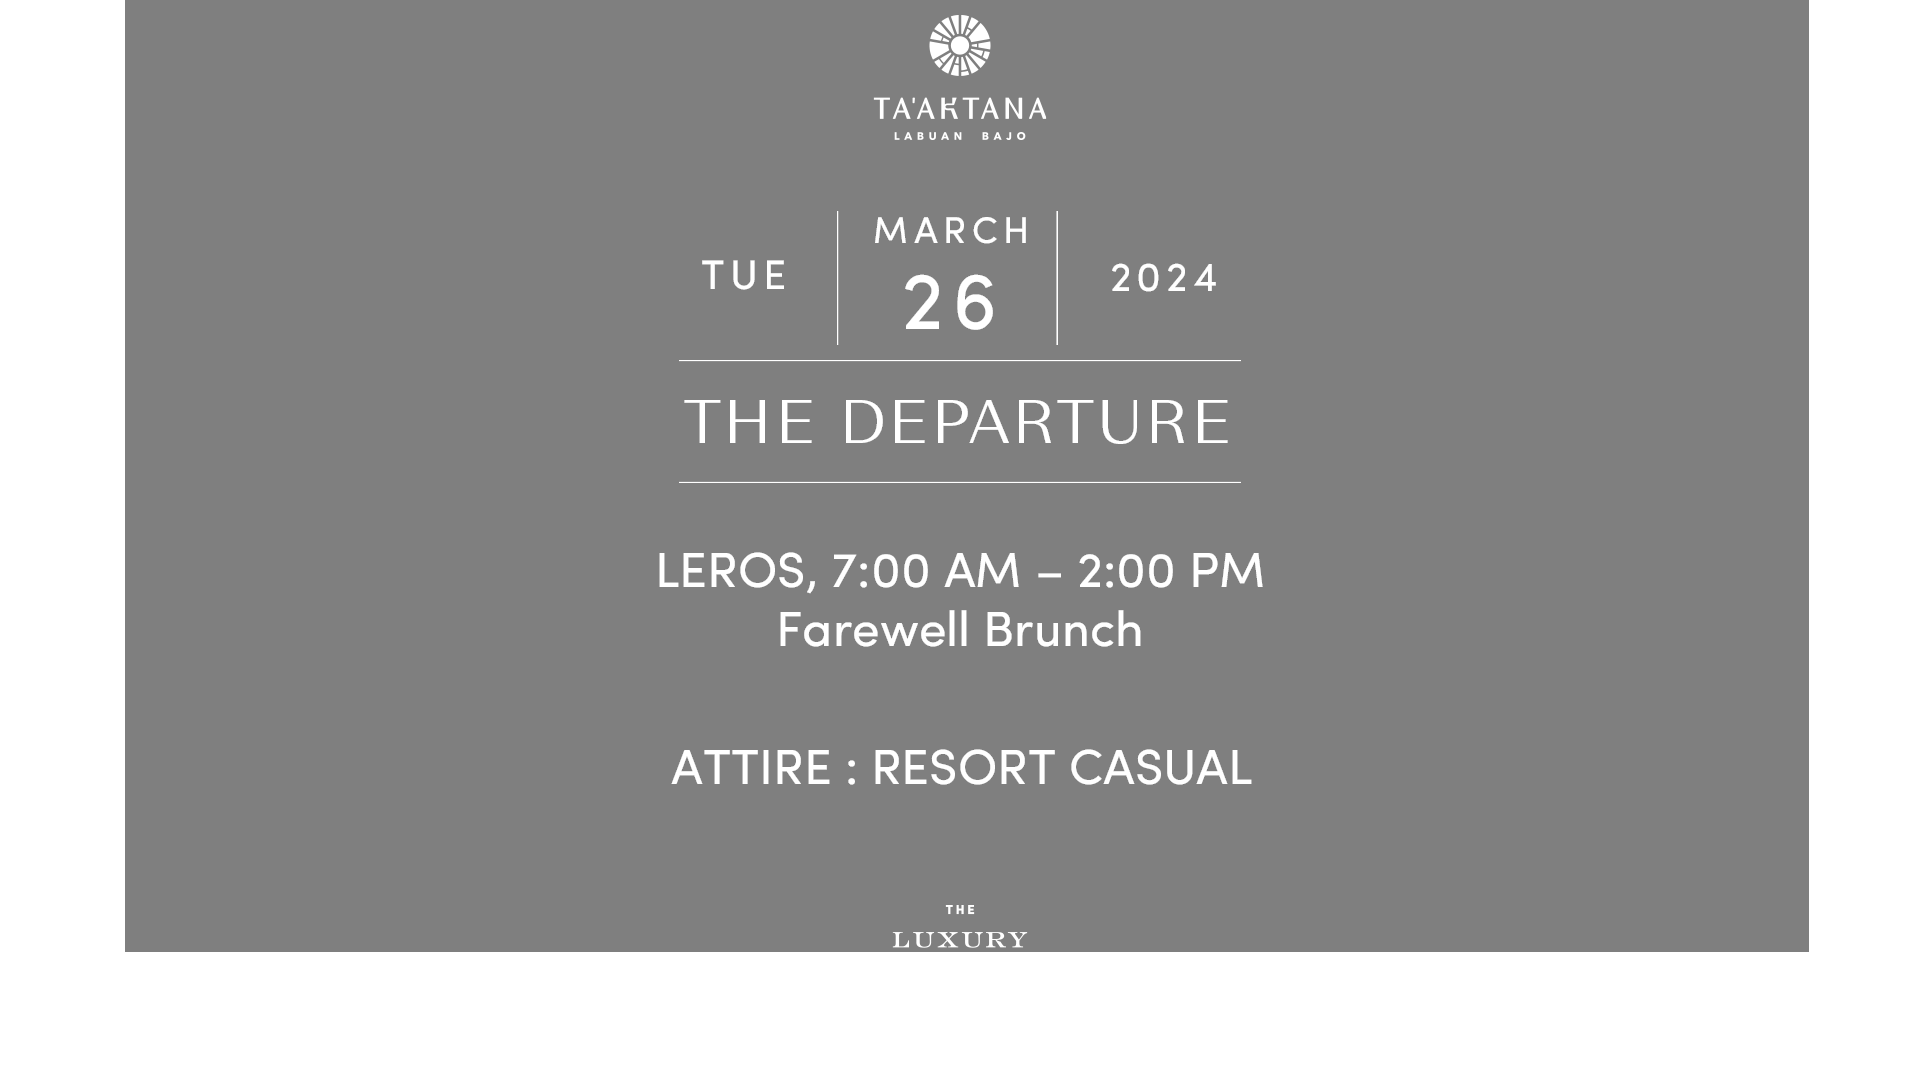 TA'AKTANA
LABUAN BAJO
TUE
MARCH
26
2024
THE DEPARTURE
LEROS, 7:00 AM – 2:00 PM
Farewell Brunch
ATTIRE : RESORT CASUAL
THE
LUXURY